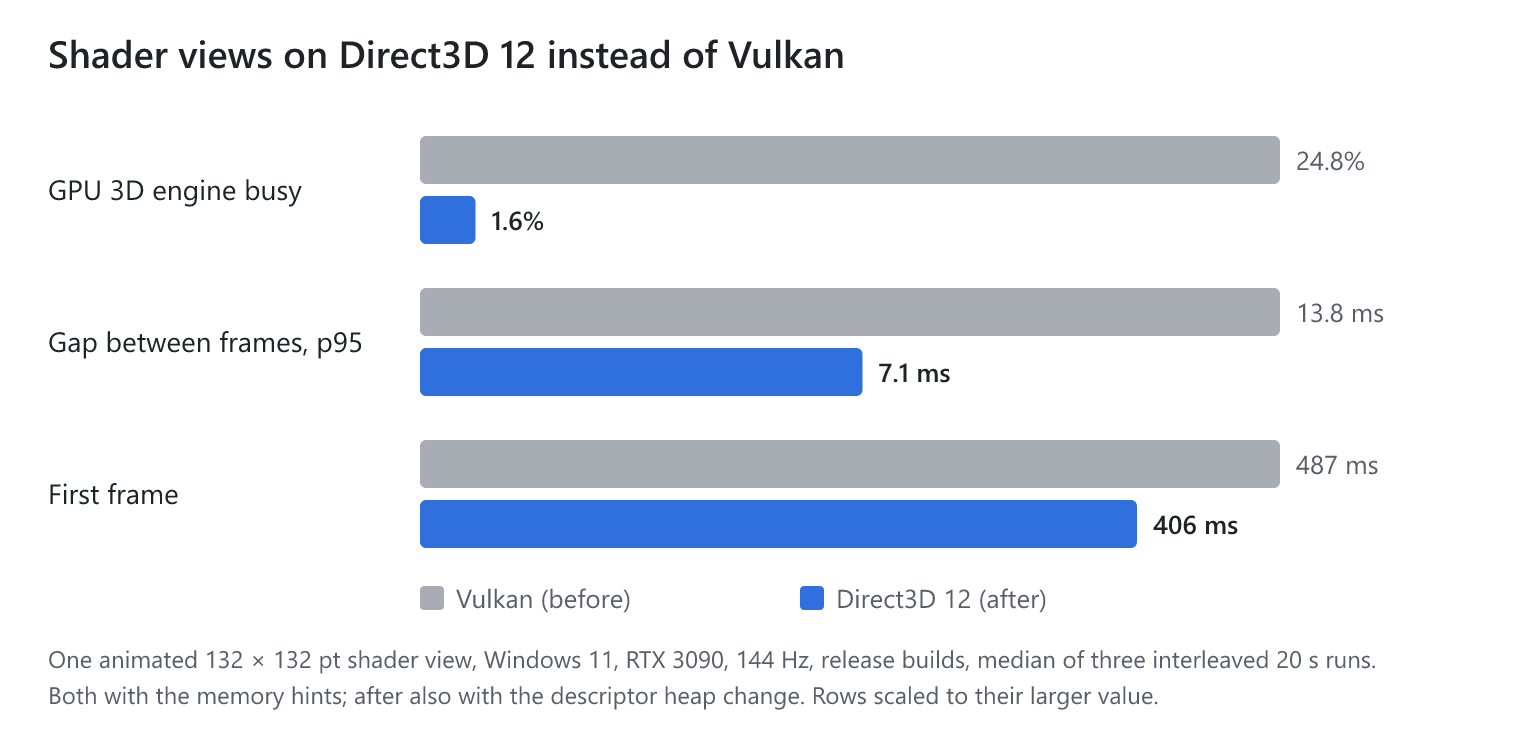 Shader views on Direct3D 12 instead of Vulkan
GPU 3D engine busy
24.8%
1.6%
Gap between frames, p95
13.8 ms
7.1 ms
First frame
487 ms
406 ms
Vulkan (before)
Direct3D 12 (after)
One animated 132 × 132 pt shader view, Windows 11, RTX 3090, 144 Hz, release builds, median of three interleaved 20 s runs.
Both with the memory hints; after also with the descriptor heap change. Rows scaled to their larger value.